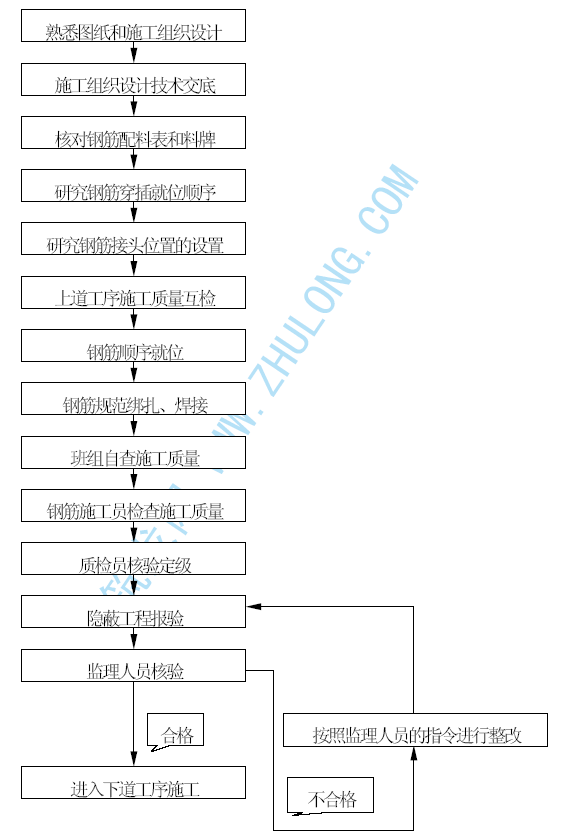 熟悉图纸和施工组织设计
施工组织设计技术交底
核对钢筋配料表和料牌
研究钢筋穿插就位顺序
研究钢筋接头位置的设置
上道工序施工质量互检
钢筋顺序就位
钢筋规范绑扎、焊接
班组自查施工质量
钢筋施工员检查施工质量
质检员核验定级
隐蔽工程报验
监理人员核验
合格
按照监理人员的指令进行整改
进入下道工序施工
不合格
WWW.ZHULONG.COM